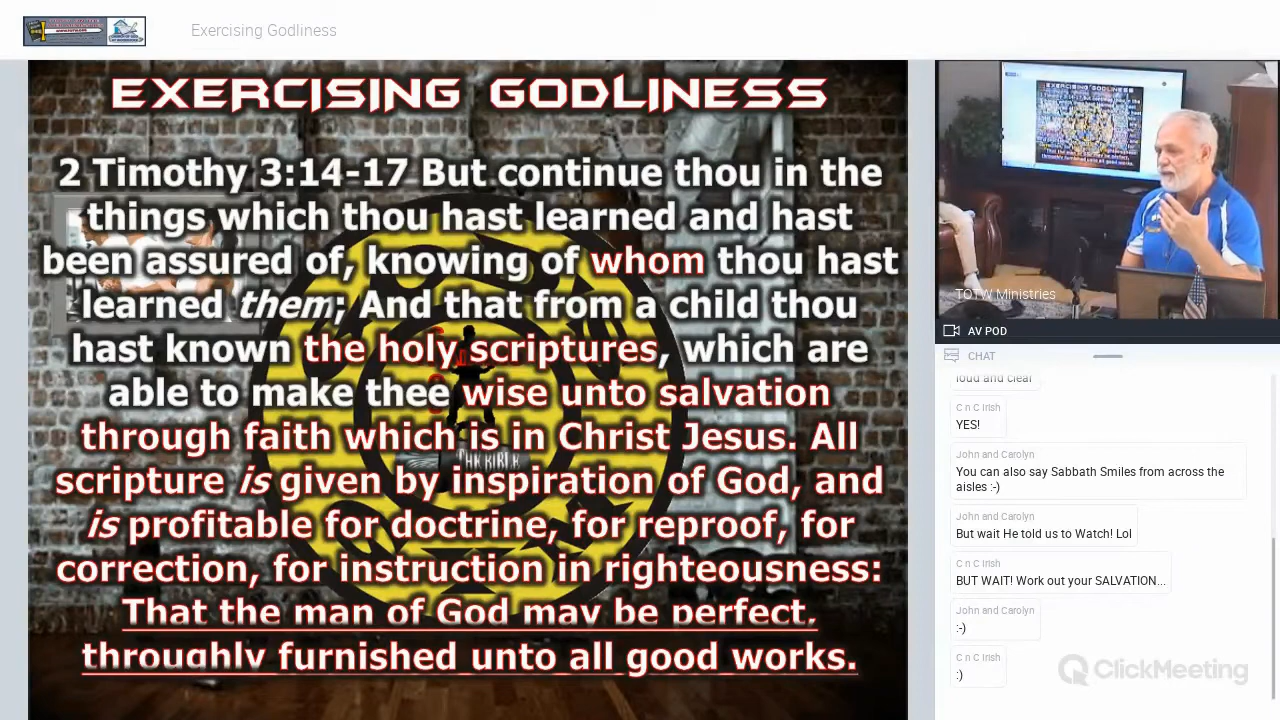 Exercising Godliness
EXERCISING GODLINESS
2 Timothy 3:14-17 But continue thou in the
things which thou hast learned and hast
been assured of, knowing of whom thou hast
learned them; And that from a child thou
hast known the holy scriptures, which are
able to make thee wise unto salvation
through faith which is in Christ Jesus. All
scripture is given by inspiration of God, and
is profitable for doctrine, for reproof, for
correction, for instruction in righteousness:
That the man of God may be perfect,
throughly furnished unto all good works.
THE BIBLE
TOTW Ministries
AV POD
CHAT
loud and clear
C n C Irish
YES!
John and Carolyn
You can also say Sabbath Smiles from across the
aisles :-)
John and Carolyn
But wait He told us to Watch! Lol
C n C Irish
BUT WAIT! Work out your SALVATION...
John and Carolyn
:-)
C n C Irish
:)
ClickMeeting